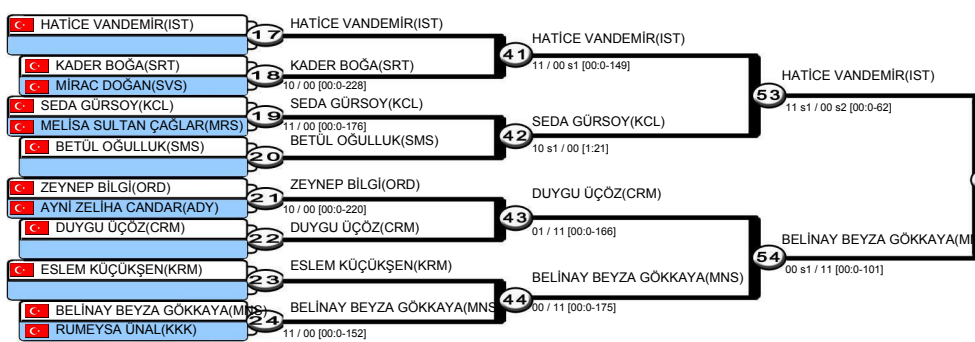 HATİCE VANDEMİR(IST)
17
HATİCE VANDEMİR(IST)
KADER BOĞA(SRT)
MİRAC DOĞAN(SVS)
18
KADER BOĞA(SRT)
10 / 00 [00:0-228]
41
HATİCE VANDEMİR(IST)
11 / 00 s1 [00:0-149]
SEDA GÜRSOY(KCL)
MELİSA SULTAN ÇAĞLAR(MRS)
19
SEDA GÜRSOY(KCL)
11 / 00 [00:0-176]
BETÜL OĞULLUK(SMS)
20
BETÜL OĞULLUK(SMS)
42
SEDA GÜRSOY(KCL)
10 s1 / 00 [1:21]
53
HATİCE VANDEMİR(IST)
11 s1 / 00 s2 [00:0-62]
ZEYNEP BİLGİ(ORD)
AYNİ ZELİHA CANDAR(ADY)
21
ZEYNEP BİLGİ(ORD)
10 / 00 [00:0-220]
DUYGU ÜÇÖZ(CRM)
22
DUYGU ÜÇÖZ(CRM)
43
DUYGU ÜÇÖZ(CRM)
01 / 11 [00:0-166]
ESLEM KÜÇÜKŞEN(KRM)
23
ESLEM KÜÇÜKŞEN(KRM)
BELİNAY BEYZA GÖKKAYA(MNS)
RUMEYSA ÜNAL(KKK)
24
BELİNAY BEYZA GÖKKAYA(MNS
11 / 00 [00:0-152]
44
BELİNAY BEYZA GÖKKAYA(MNS)
00 / 11 [00:0-175]
54
BELİNAY BEYZA GÖKKAYA(M
00 s1 / 11 [00:0-101]